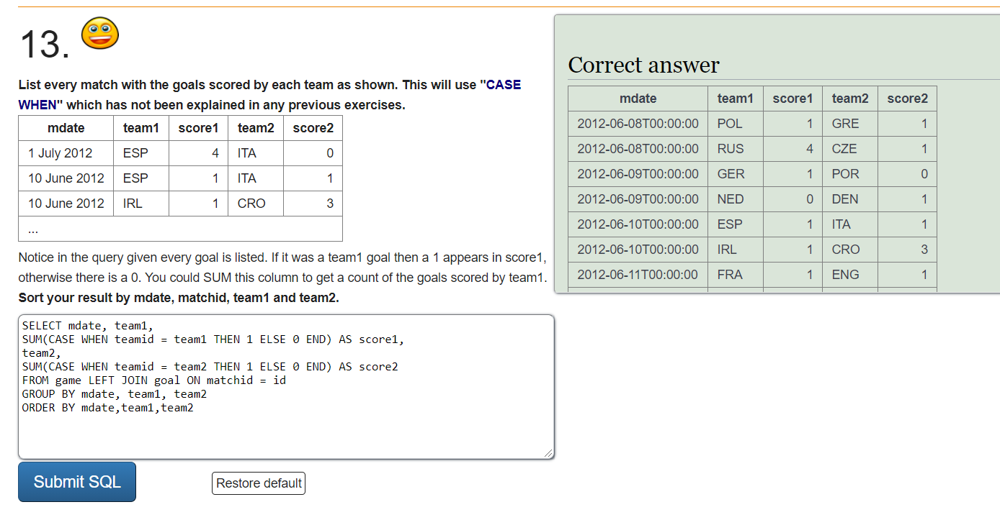 13.
List every match with the goals scored by each team as shown. This will use "CASE
WHEN" which has not been explained in any previous exercises.
mdate team1 score1 team2 score2
1 July 2012 ESP 4 ITA 0
10 June 2012 ESP 1 ITA 1
10 June 2012 IRL 1 CRO 3
...
Notice in the query given every goal is listed. If it was a team1 goal then a 1 appears in score1,
otherwise there is a 0. You could SUM this column to get a count of the goals scored by team1.
Sort your result by mdate, matchid, team1 and team2.
SELECT mdate, team1,
SUM(CASE WHEN teamid = team1 THEN 1 ELSE 0 END) AS score1,
team2,
SUM(CASE WHEN teamid = team2 THEN 1 ELSE 0 END) AS score2
FROM game LEFT JOIN goal ON matchid = id
GROUP BY mdate, team1, team2
ORDER BY mdate,team1,team2
Submit SQL
Restore default
Correct answer
mdate team1 score1 team2 score2
2012-06-08T00:00:00 POL 1 GRE 1
2012-06-08T00:00:00 RUS 4 CZE 1
2012-06-09T00:00:00 GER 1 POR 0
2012-06-09T00:00:00 NED 0 DEN 1
2012-06-10T00:00:00 ESP 1 ITA 1
2012-06-10T00:00:00 IRL 1 CRO 3
2012-06-11T00:00:00 FRA 1 ENG 1